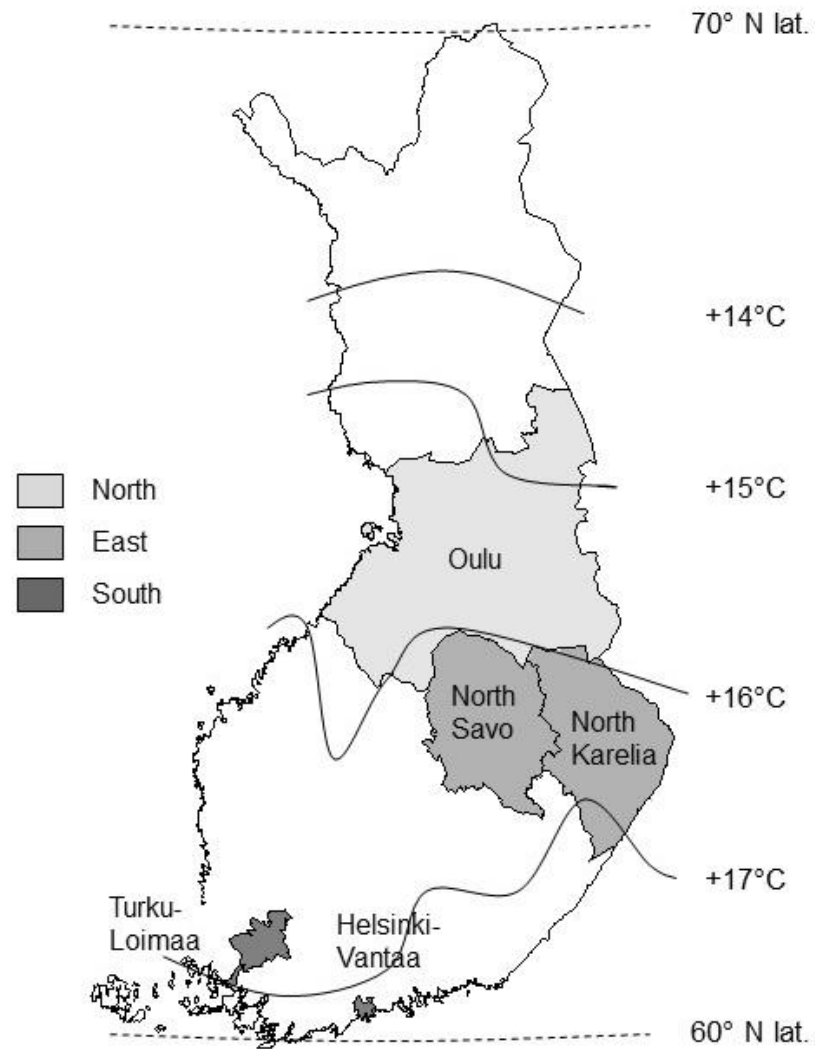 70° N lat.
+14°C
+15°C
North
East
South
Oulu
+16°C
North
Savo
North
Karelia
+17°C
Turku-
Loimaa
Helsinki-
Vantaa
60° N lat.